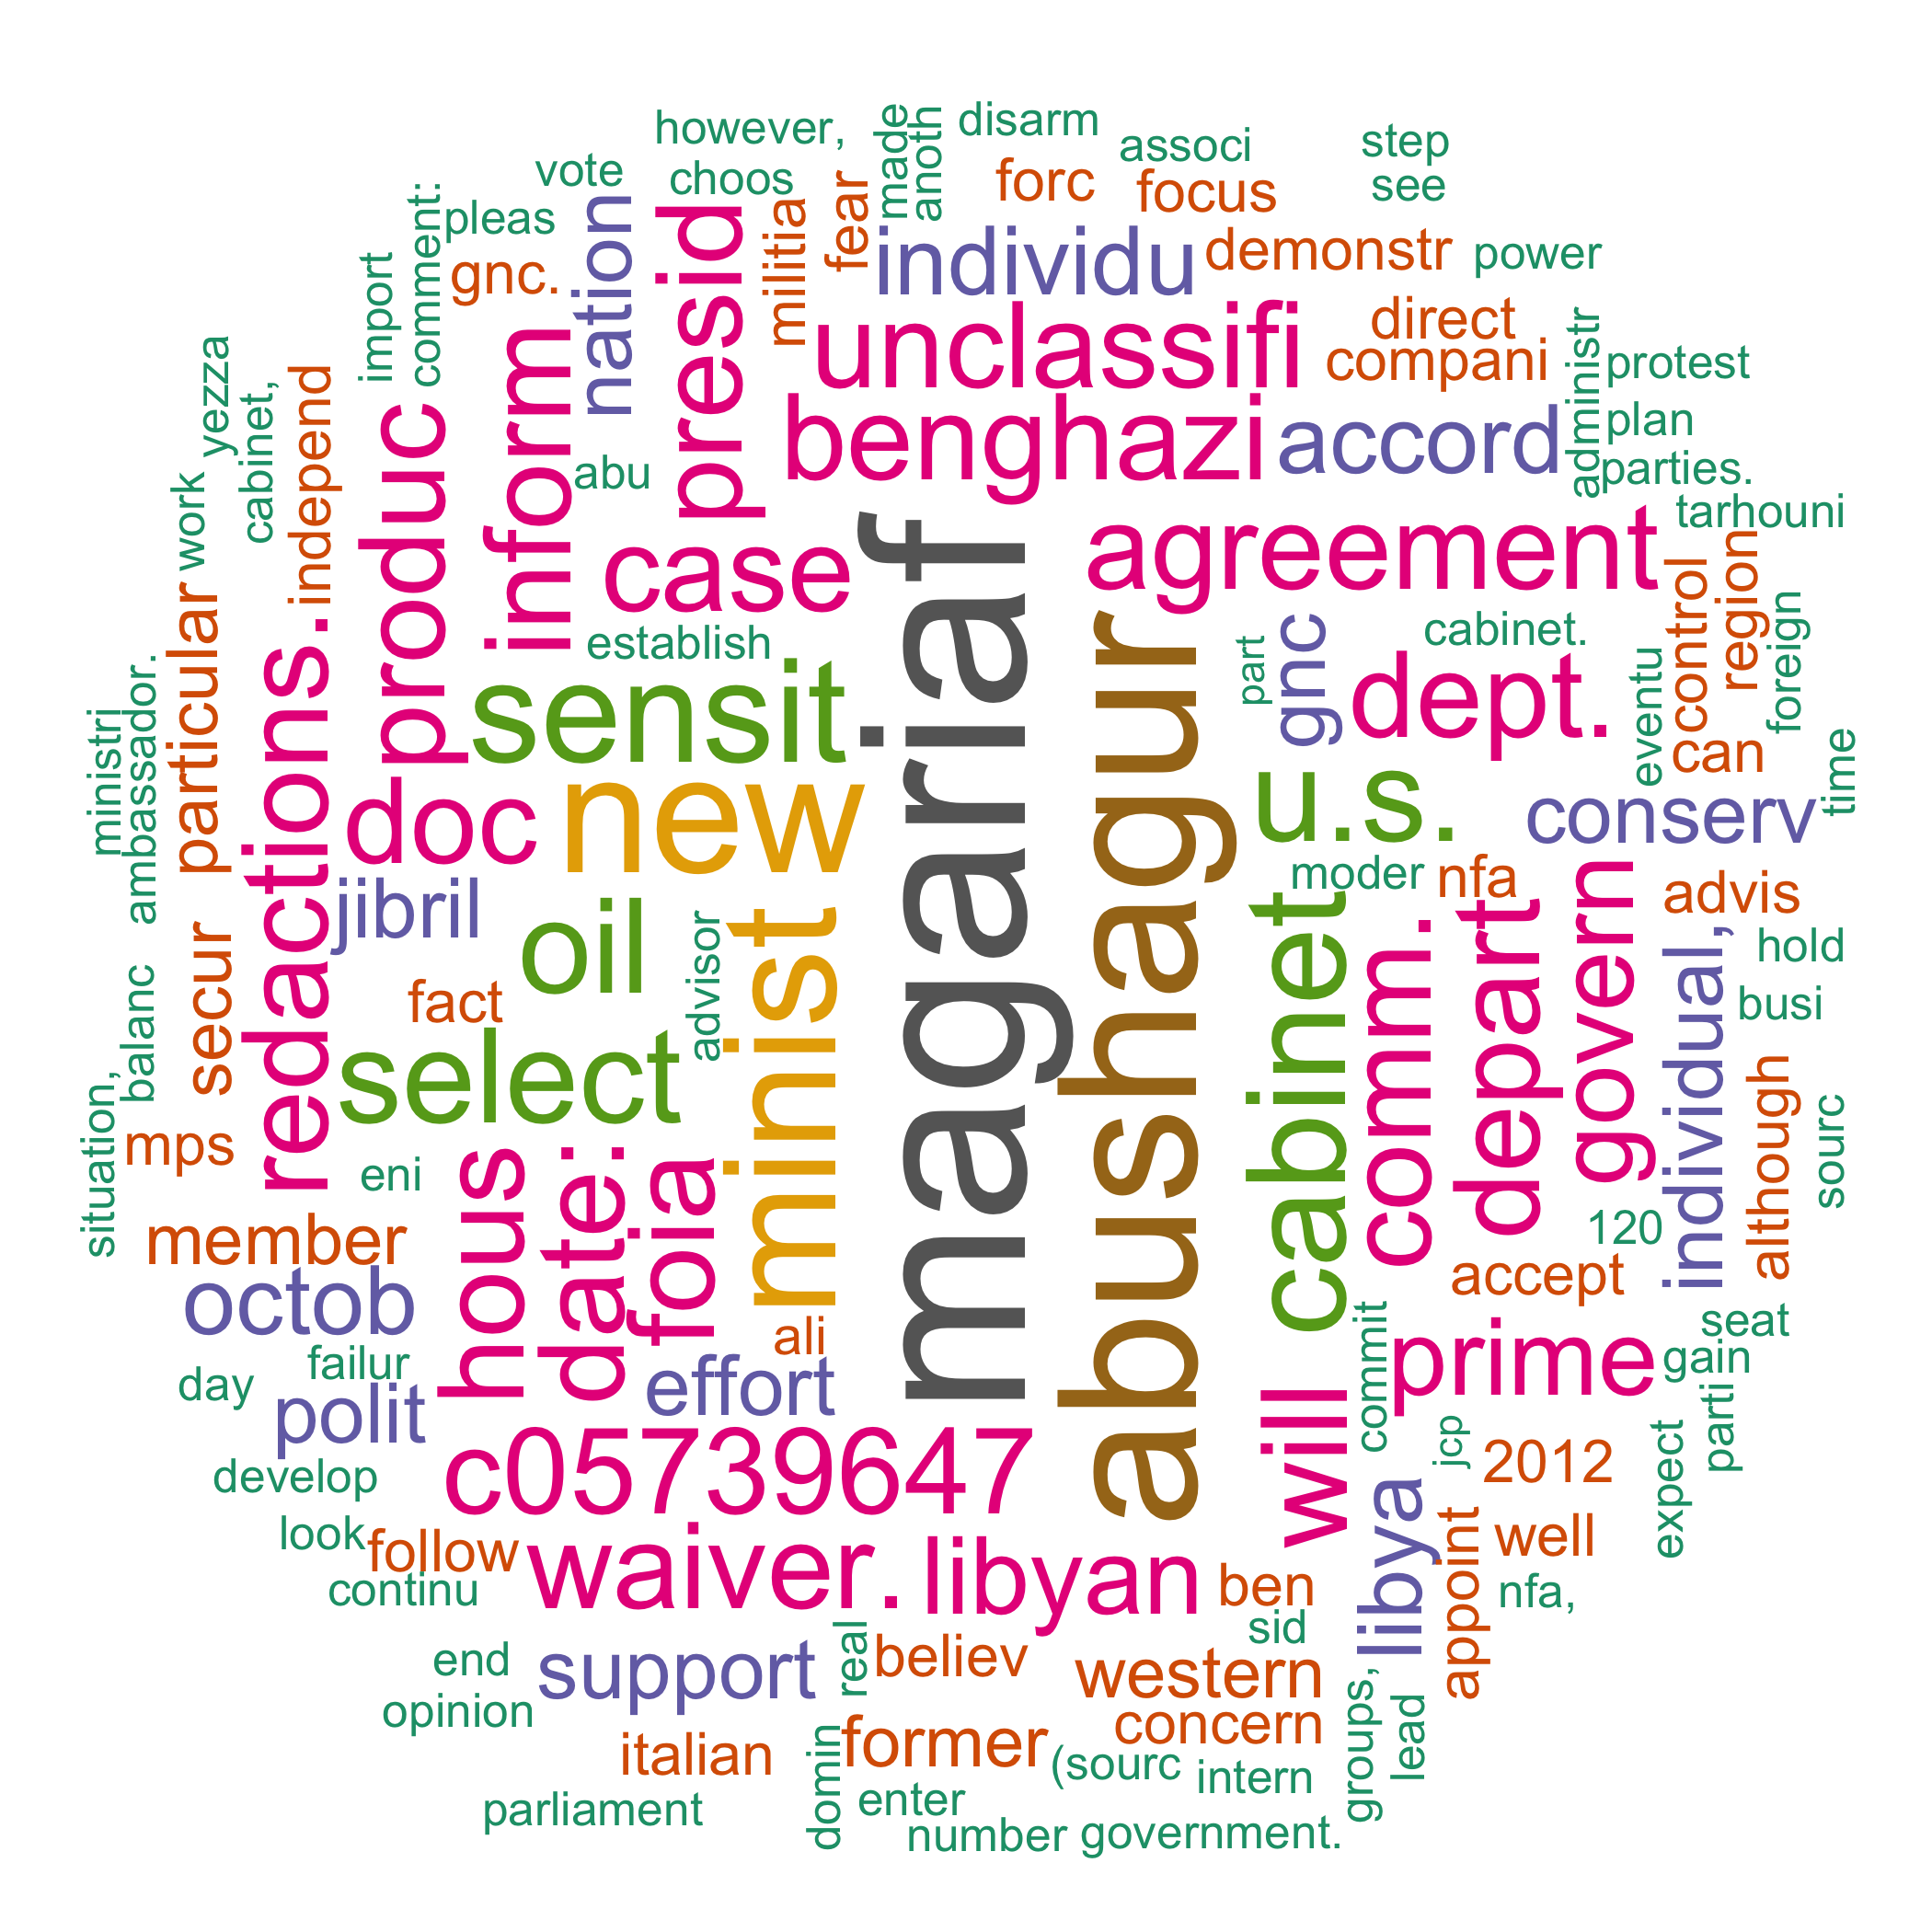 however,
made
anoth
disarm
associ
step
vote
choos
forc
focus
see
comment:
pleas
nation
presid
militia
fear
individu
demonstr
power
import
gnc.
unclassifi
direct
compani
administr
protest
yezza
cabinet,
independ
produc
inform
abu
benghazi
accord
plan
parties.
work
case
magariaf
agreement
tarhouni
particular
redactions.
establish
abushagur
part
gnc
cabinet.
control
region
foreign
ministri
ambassador.
sensit
dept.
eventu
can
time
doc
new
u.s.
conserv
jibril
oil
advisor
minist
moder
nfa
govern
advis
balanc
secur
fact
cabinet
comm.
depart
individual,
hold
busi
situation,
select
although
sourc
mps
eni
hous
date:
foia
120
member
octob
ali
accept
seat
day
failur
effort
commit
prime
gain
polit
will
jcp
parti
develop
c05739647
2012
expect
look
follow
waiver.
libyan
ben
libya
appoint
well
continu
sid
nfa,
end
support
real
believ
western
groups,
lead
opinion
italian
domin
former
concern
(sourc
intern
parliament
enter
number
government.